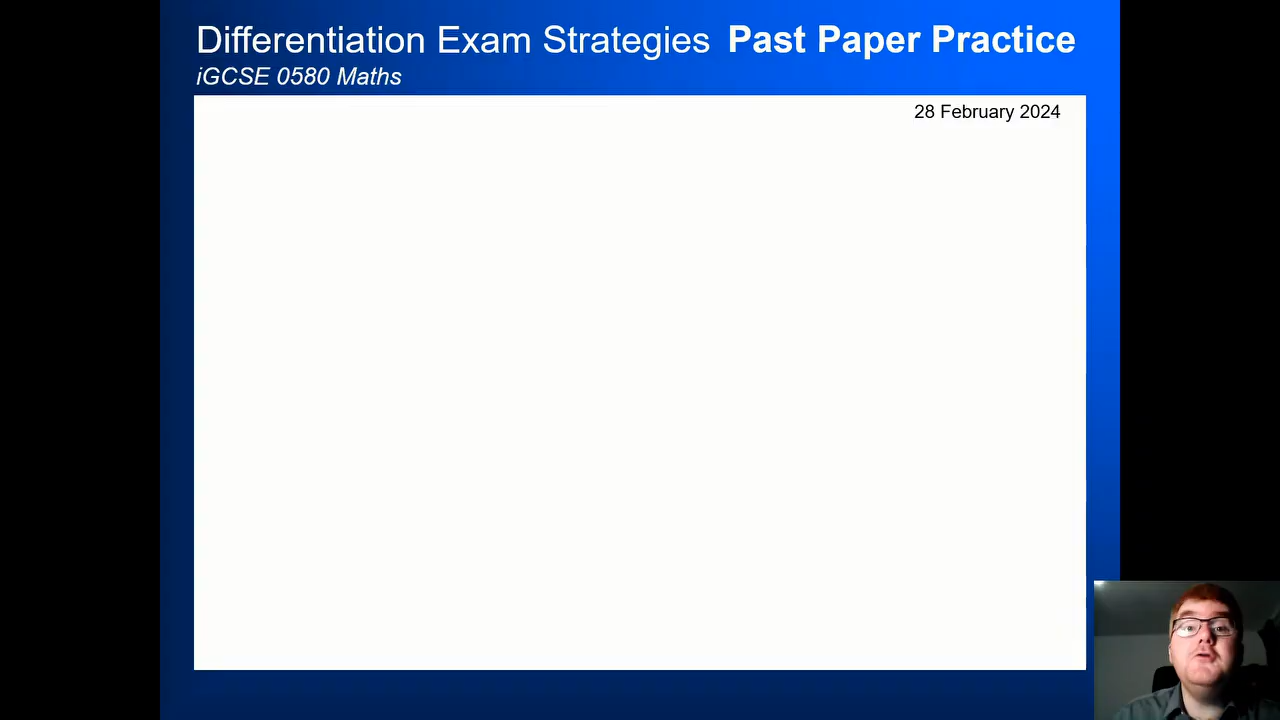 Differentiation Exam Strategies Past Paper Practice
iGCSE 0580 Maths
28 February 2024